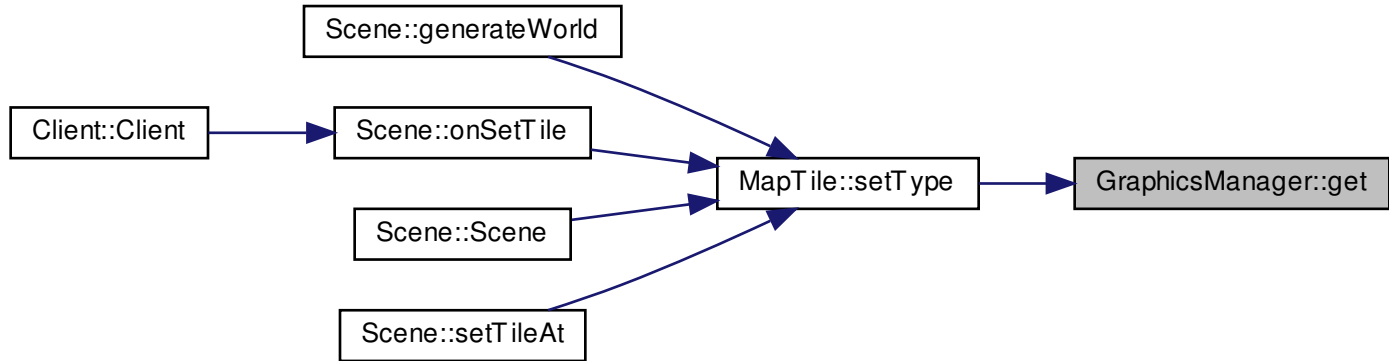 Scene::generateWorld
Client::Client
Scene::onSetTile
MapTile::setType
GraphicsManager::get
Scene::Scene
Scene::setTileAt